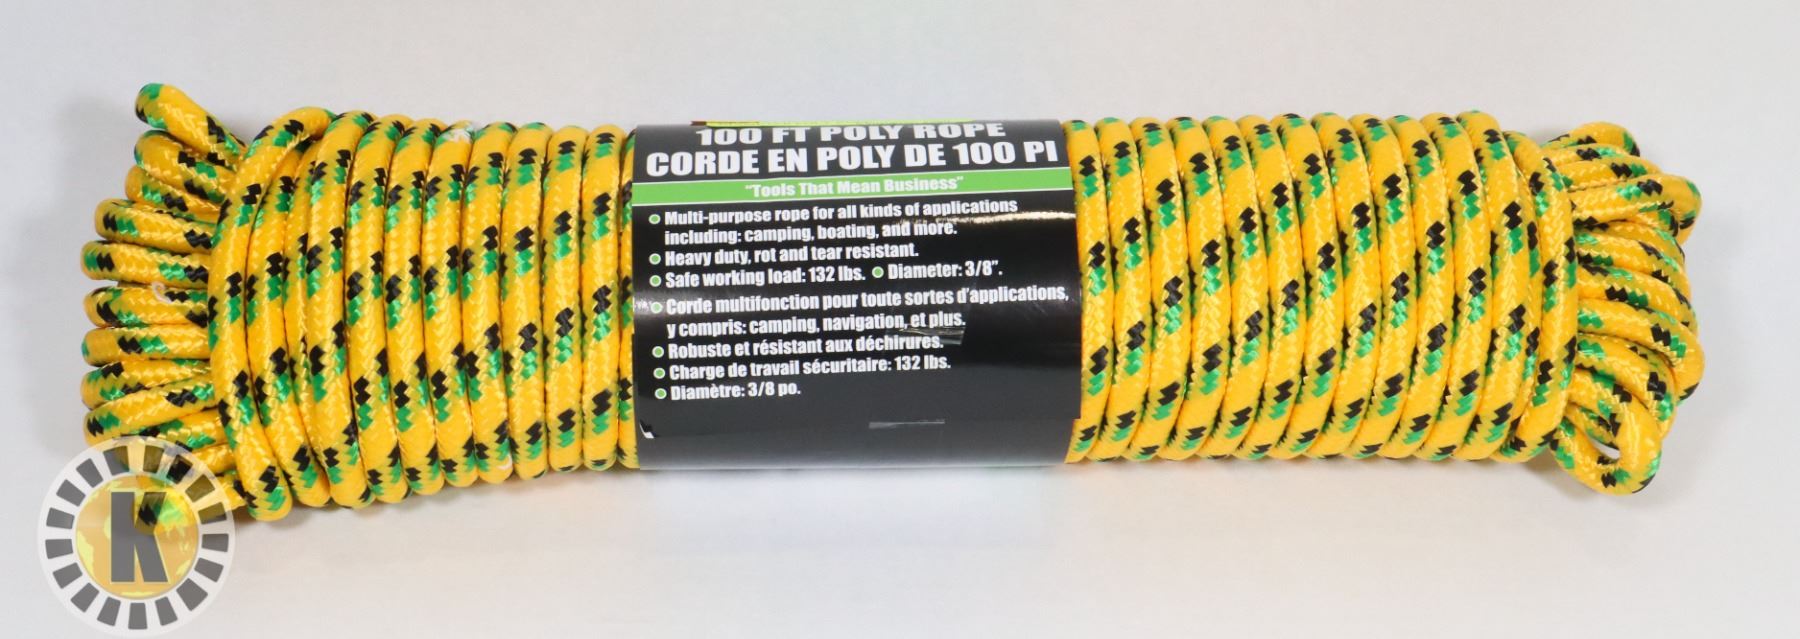 100 FT POLY ROPE
CORDE EN POLY DE 100 PI
"Tools That Mean Business"
Multi-purpose rope for all kinds of applications
including: camping, boating, and more.
Heavy duty, rot and tear resistant.
Safe working load: 132 lbs. Diameter: 3/8".
Corde multifonction pour toute sortes d'applications,
y compris: camping, navigation, et plus.
Robuste et résistant aux déchirures.
Charge de travail sécuritaire: 132 lbs.
Diamètre: 3/8 po.
K